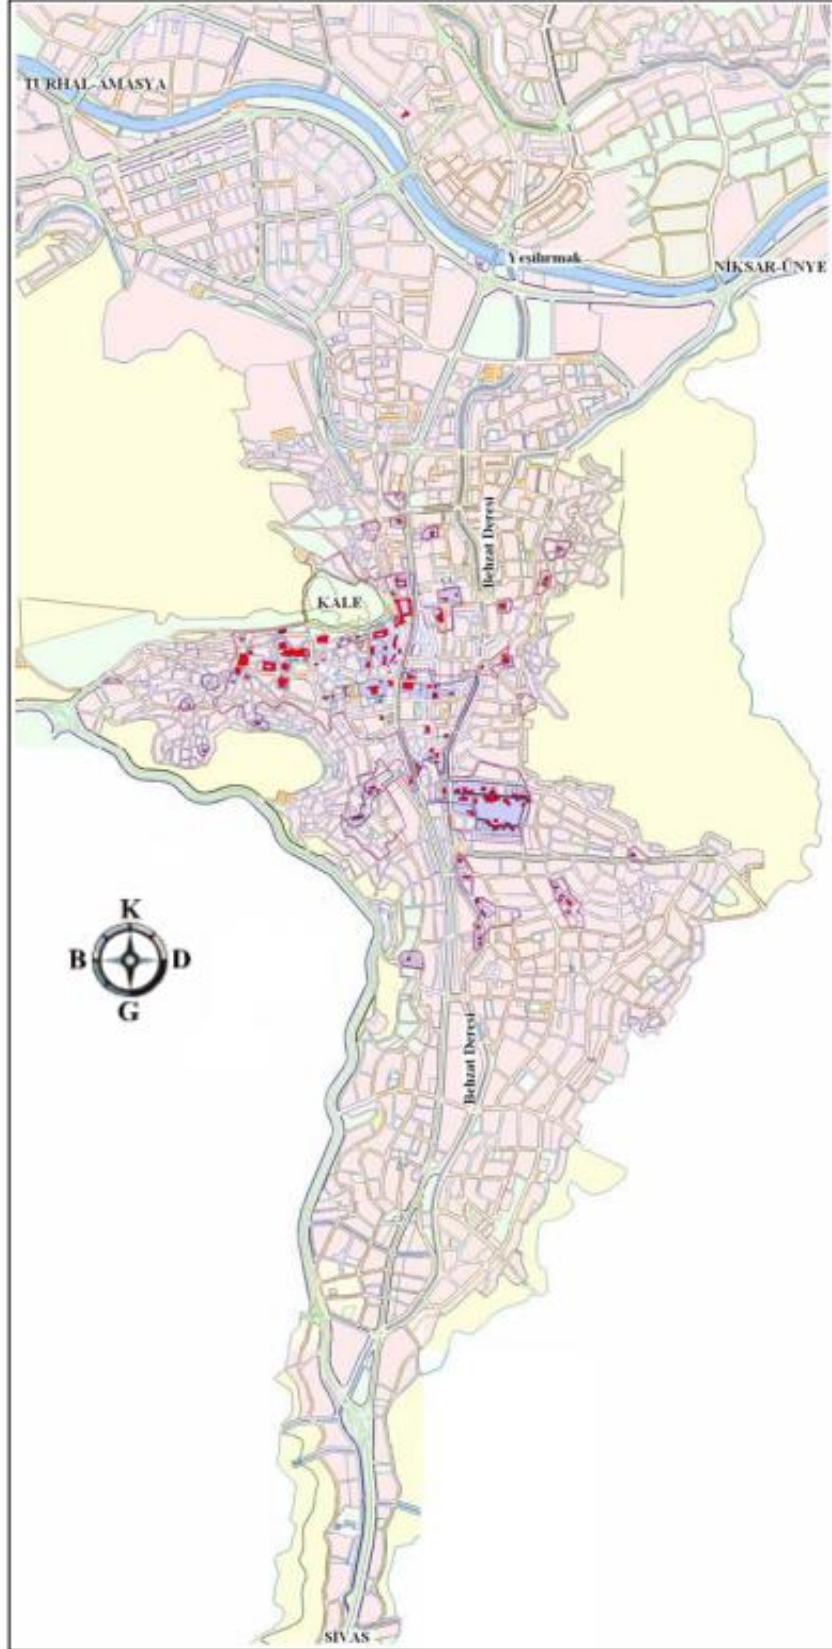 TURHAL-AMASYA
Yeşilırmak
NİKSAR-ÜNYE
Behzat Deresi
KALE
K
B D
G
Behzat Deresi
SİVAS